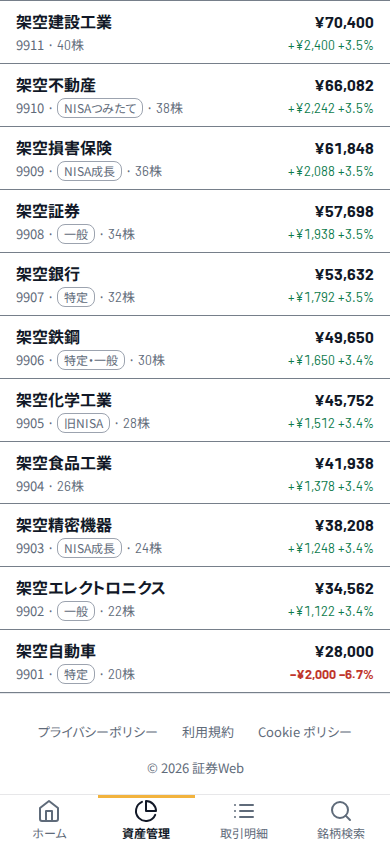 架空建設工業 ¥70,400
9911 · 40株 +¥2,400 +3.5%
架空不動産 ¥66,082
9910 · NISAつみたて · 38株 +¥2,242 +3.5%
架空損害保険 ¥61,848
9909 · NISA成長 · 36株 +¥2,088 +3.5%
架空証券 ¥57,698
9908 · 一般 · 34株 +¥1,938 +3.5%
架空銀行 ¥53,632
9907 · 特定 · 32株 +¥1,792 +3.5%
架空鉄鋼 ¥49,650
9906 · 特定・一般 · 30株 +¥1,650 +3.4%
架空化学工業 ¥45,752
9905 · 旧NISA · 28株 +¥1,512 +3.4%
架空食品工業 ¥41,938
9904 · 26株 +¥1,378 +3.4%
架空精密機器 ¥38,208
9903 · NISA成長 · 24株 +¥1,248 +3.4%
架空エレクトロニクス ¥34,562
9902 · 一般 · 22株 +¥1,122 +3.4%
架空自動車 ¥28,000
9901 · 特定 · 20株 −¥2,000 −6.7%
プライバシーポリシー 利用規約 Cookie ポリシー
© 2026 証券Web
ホーム 資産管理 取引明細 銘柄検索